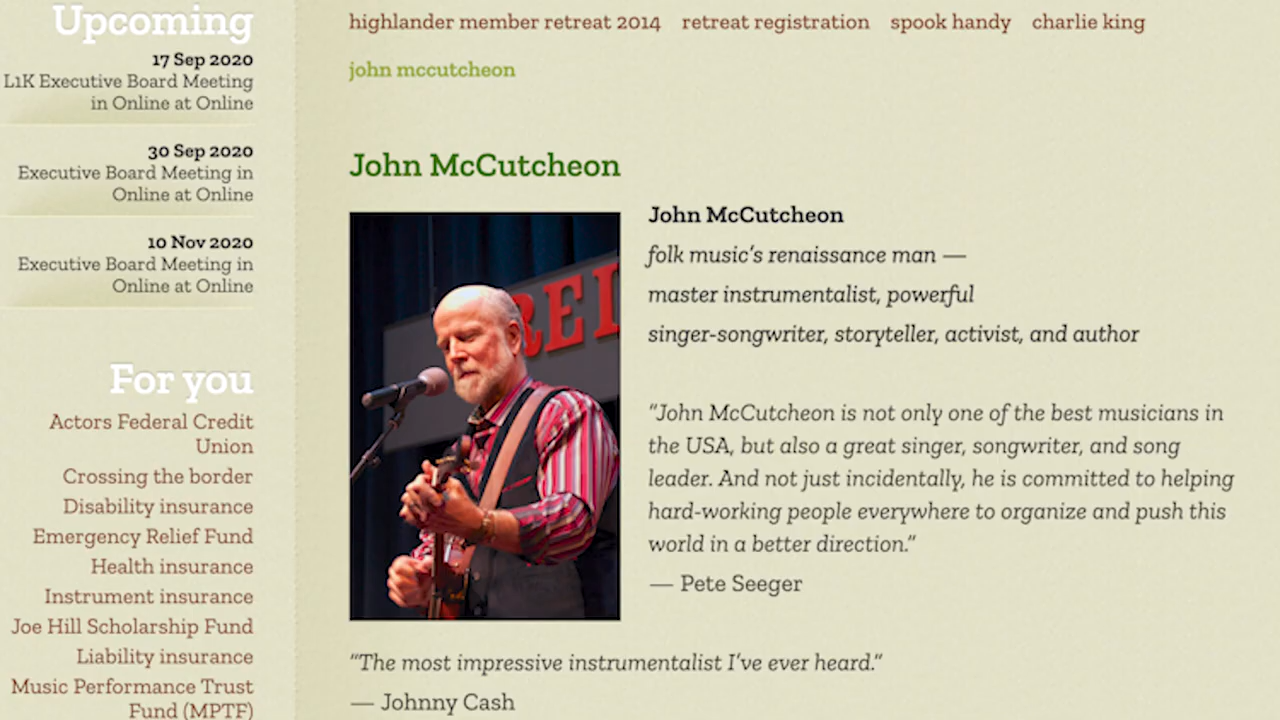 Upcoming
17 Sep 2020
L1K Executive Board Meeting
in Online at Online
30 Sep 2020
Executive Board Meeting in
Online at Online
10 Nov 2020
Executive Board Meeting in
Online at Online
For you
Actors Federal Credit
Union
Crossing the border
Disability insurance
Emergency Relief Fund
Health insurance
Instrument insurance
Joe Hill Scholarship Fund
Liability insurance
Music Performance Trust
Fund (MPTF)
highlander member retreat 2014 retreat registration spook handy charlie king
john mccutcheon
John McCutcheon
REI
John McCutcheon
folk music’s renaissance man —
master instrumentalist, powerful
singer-songwriter, storyteller, activist, and author
“John McCutcheon is not only one of the best musicians in
the USA, but also a great singer, songwriter, and song
leader. And not just incidentally, he is committed to helping
hard-working people everywhere to organize and push this
world in a better direction.”
— Pete Seeger
“The most impressive instrumentalist I’ve ever heard.”
— Johnny Cash